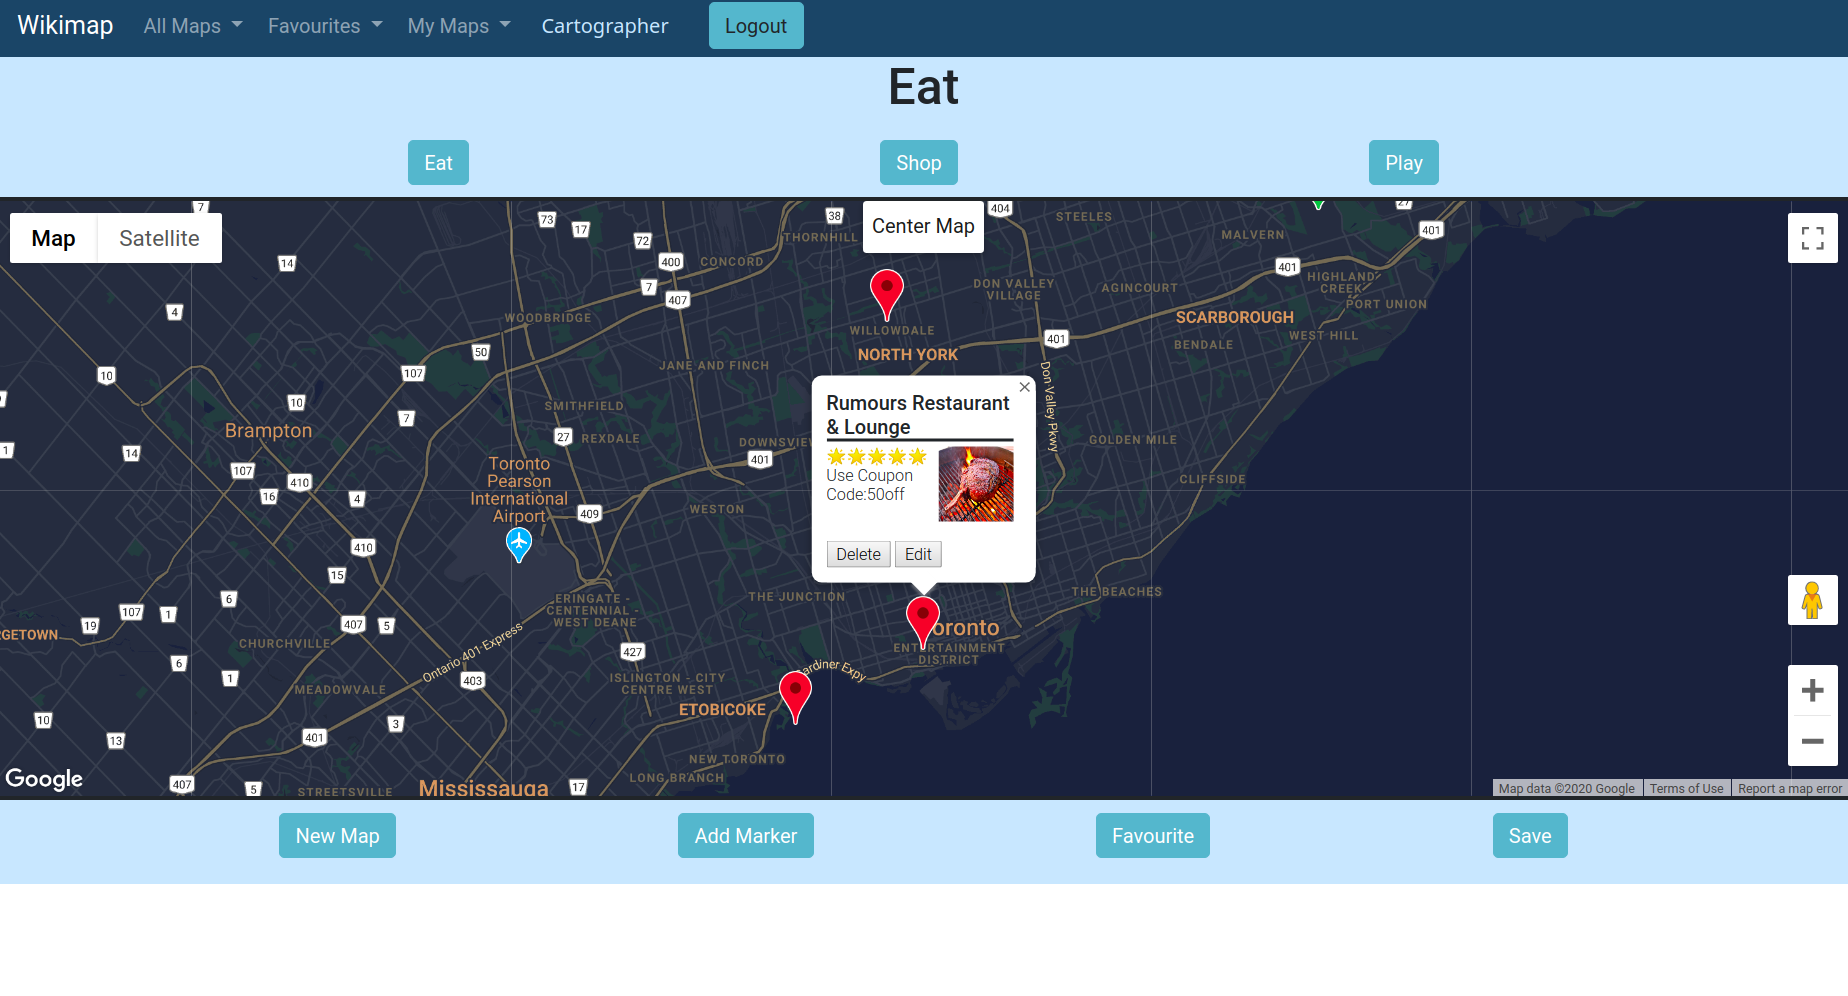 Wikimap
All Maps
Favourites
My Maps
Cartographer
Logout
Eat
Eat
Shop
Play
Map
Satellite
Center Map
7
73
17
38
404
27
STEELES
72
THORNHILL
MALVERN
401
14
400
CONCORD
401
HIGHLAND
CREEK
7
407
DON VALLEY
VILLAGE
AGINCOURT
PORT UNION
4
WOODBRIDGE
SCARBOROUGH
WILLOWDALE
WEST HILL
50
NORTH YORK
401
BENDALE
10
107
JANE AND FINCH
Don Valley Pkwy
10
7
SMITHFIELD
Rumours Restaurant
& Lounge
Use Coupon
Code:50off
Delete
Edit
Brampton
27
REXDALE
GOLDEN MILE
1
14
401
107
410
Toronto
Pearson
International
Airport
16
4
CLIFFSIDE
409
WESTON
410
15
6
THE JUNCTION
THE BEACHES
ERINGATE -
CENTENNIAL -
WEST DEANE
107
1
19
407
5
RGETOWN
CHURCHVILLE
Ontario 401 Express
oronto
ENTERTAINMENT
DISTRICT
427
6
1
403
ISLINGTON - CITY
CENTRE WEST
ardiner Expy
MEADOWVALE
ETOBICOKE
10
3
13
401
NEW TORONTO
LONG BRANCH
Google
407
5
STREETSVILLE
Mississauga
17
Map data ©2020 Google
Terms of Use
Report a map error
New Map
Add Marker
Favourite
Save